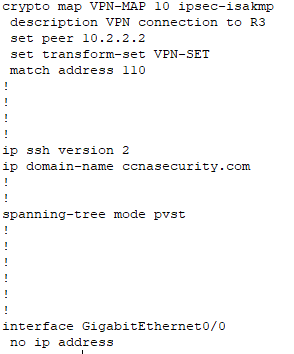 crypto map VPN-MAP 10 ipsec-isakmp
 description VPN connection to R3
 set peer 10.2.2.2
 set transform-set VPN-SET
 match address 110
!
!
!
!
ip ssh version 2
ip domain-name ccnasecurity.com
!
!
spanning-tree mode pvst
!
!
!
!
!
!
interface GigabitEthernet0/0
 no ip address